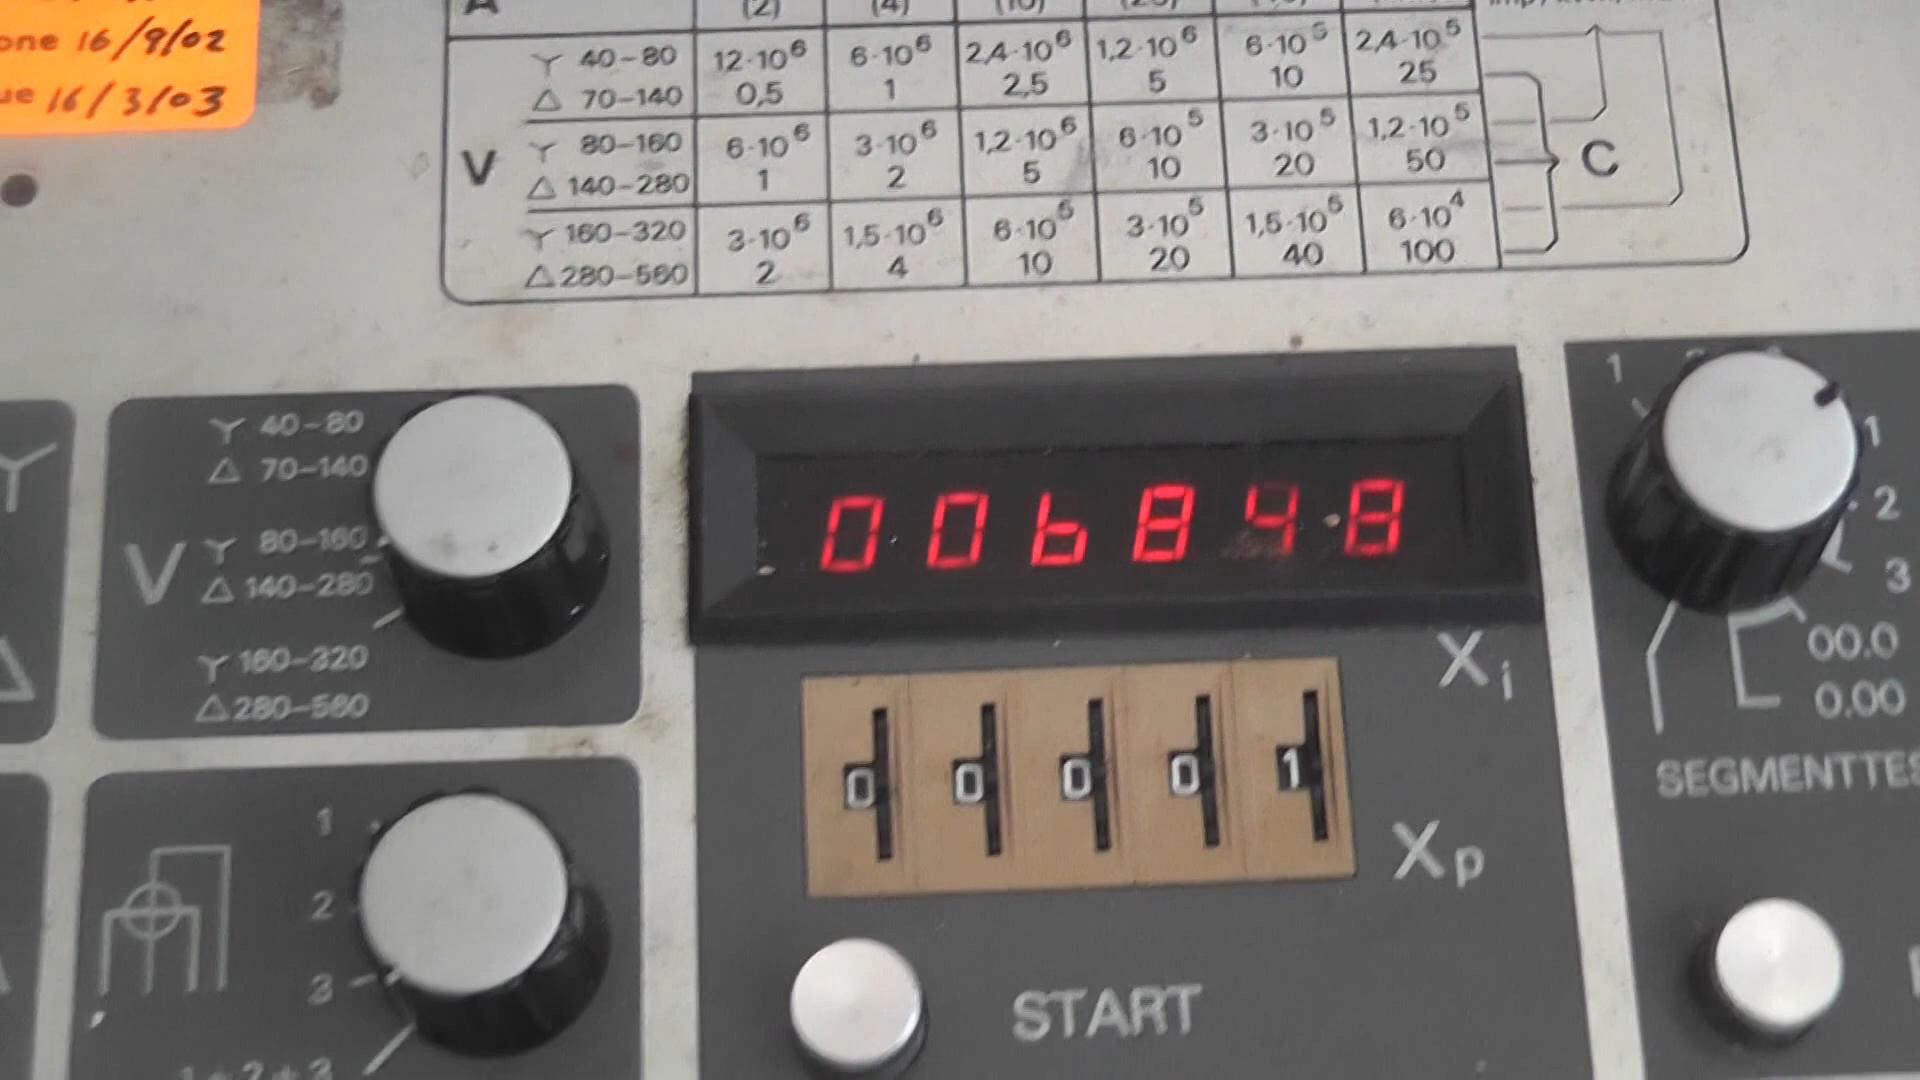 one 16/9/02
ue 16/3/03
A (2) (4) (10)
40-80 12·10⁶ 6·10⁶ 2,4·10⁶ 1,2·10⁶ 6·10⁵ 2,4·10⁵
△ 70-140 0,5 1 2,5 5 10 25
V
80-160 6·10⁶ 3·10⁶ 1,2·10⁶ 6·10⁵ 3·10⁵ 1,2·10⁵
△ 140-280 1 2 5 10 20 50
C
160-320 3·10⁶ 1,5·10⁶ 6·10⁵ 3·10⁵ 1,5·10⁵ 6·10⁴
△ 280-560 2 4 10 20 40 100
Y 40-80
△ 70-140
V
Y 80-160
△ 140-280
Y 160-320
△ 280-560
006848
Xi
0 0 0 0 1
Xp
START
1
1
2
3
00.0
0.00
SEGMENTTES
1
2
3
1+2+3